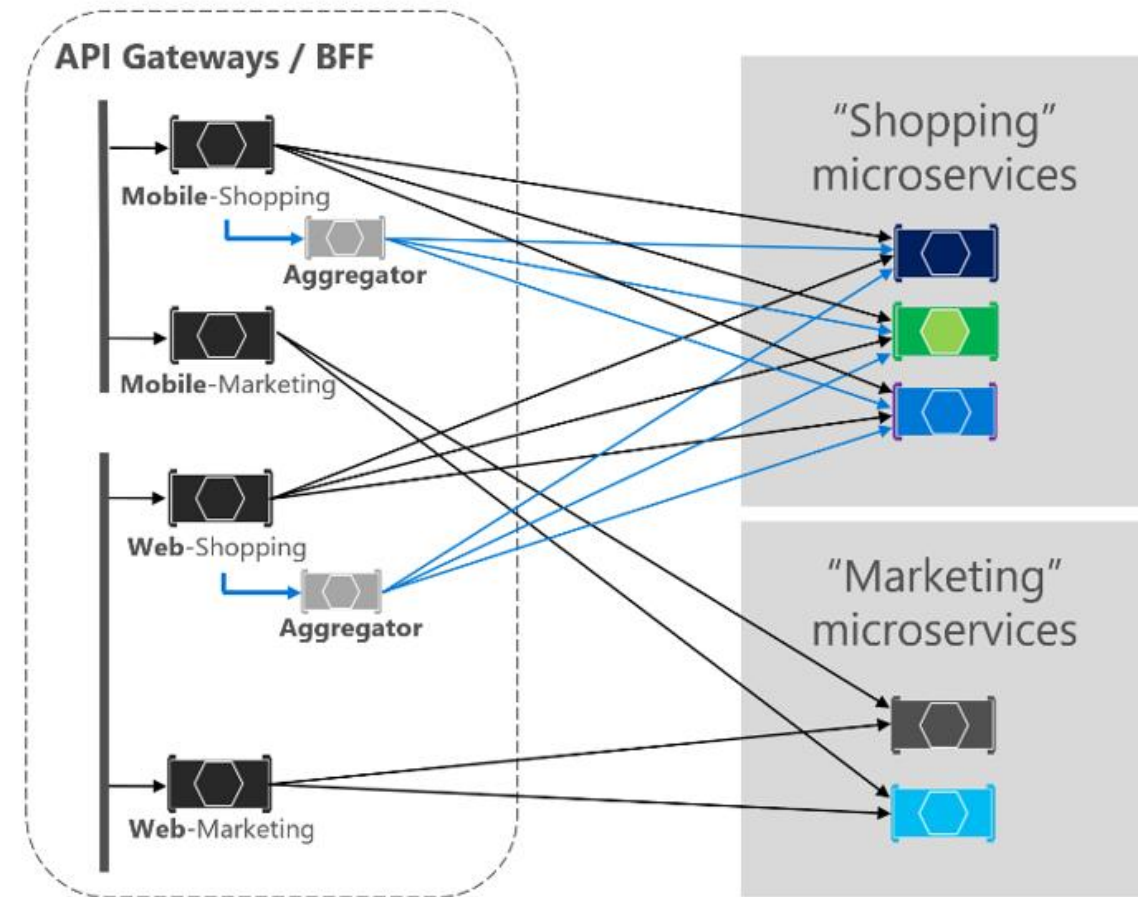 API Gateways / BFF
Mobile-Shopping
Aggregator
Mobile-Marketing
Web-Shopping
Aggregator
Web-Marketing
“Shopping”
microservices
“Marketing”
microservices